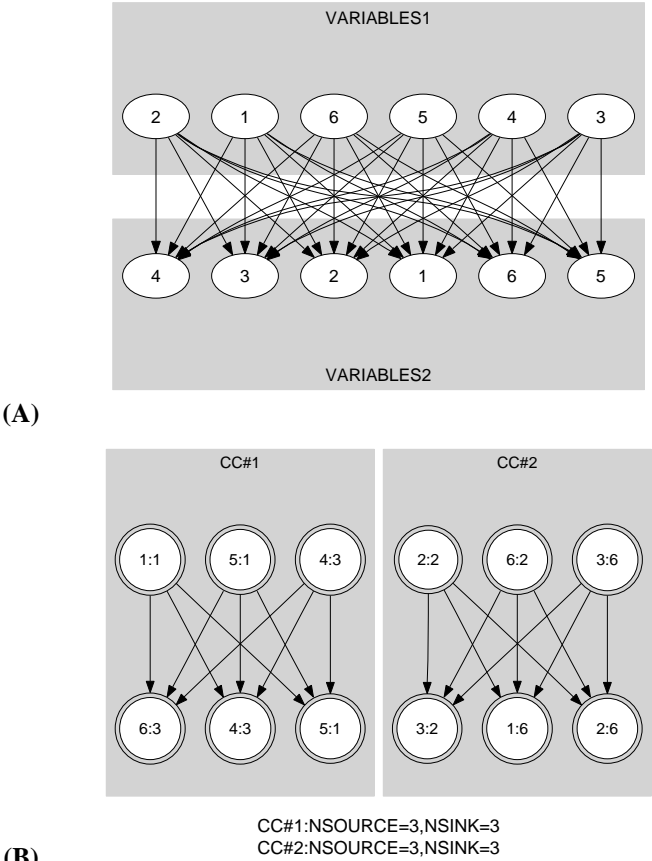 VARIABLES1
2 1 6 5 4 3
4 3 2 1 6 5
VARIABLES2
(A)
CC#1 CC#2
1:1 5:1 4:3 2:2 6:2 3:6
6:3 4:3 5:1 3:2 1:6 2:6
CC#1:NSOURCE=3,NSINK=3
CC#2:NSOURCE=3,NSINK=3
(B)